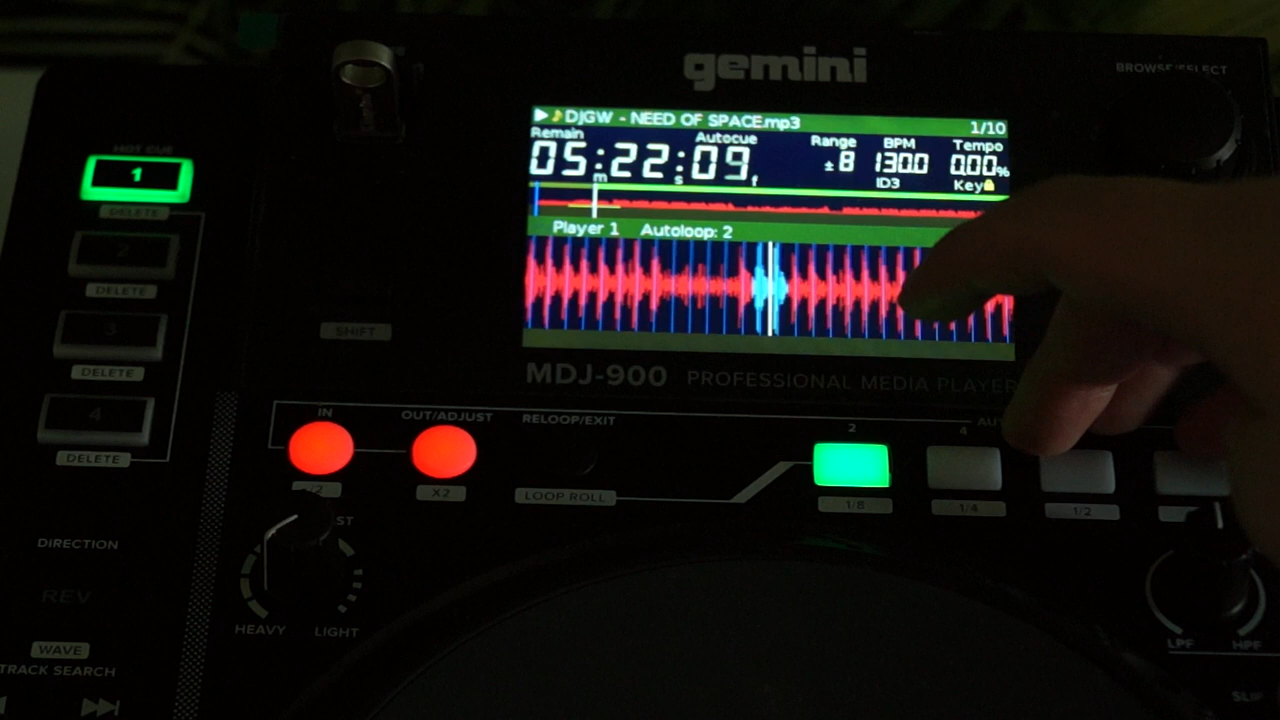 gemini
BROWSE/SELECT
DJGW - NEED OF SPACE.mp3 1/10
Remain Autocue Range BPM Tempo
05:22:09 ±8 130.0 0.00%
m s f ID3 Key
Player 1 Autoloop: 2
HOT CUE
1
DELETE
2
DELETE
3
DELETE
4
DELETE
SHIFT
MDJ-900 PROFESSIONAL MEDIA PLAYER
IN OUT/ADJUST RELOOP/EXIT 2 4
X2 LOOP ROLL 1/8 1/4 1/2
DIRECTION
REV
HEAVY LIGHT
WAVE
TRACK SEARCH
LPF HPF